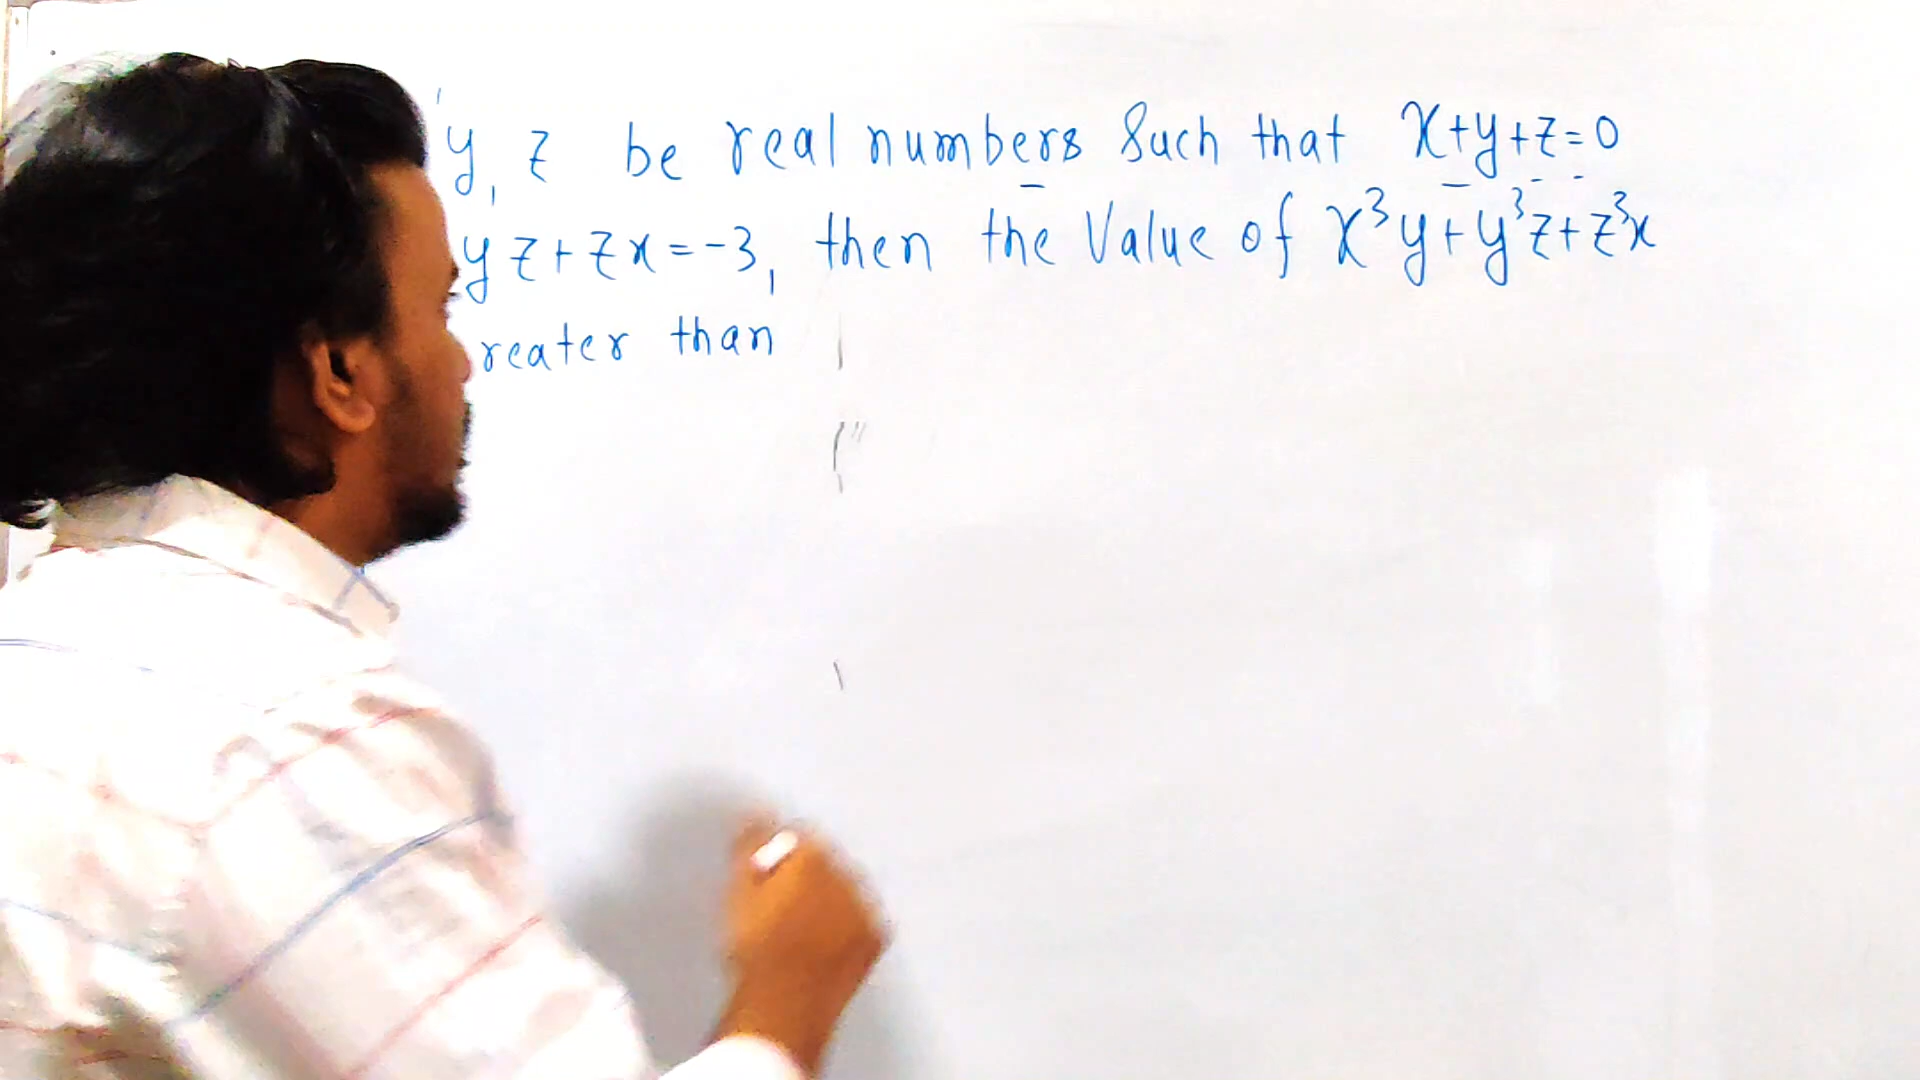 y, z be real numbers Such that x+y+z=0
yz+zx=-3, then the Value of x³y+y³z+z³x
reater than